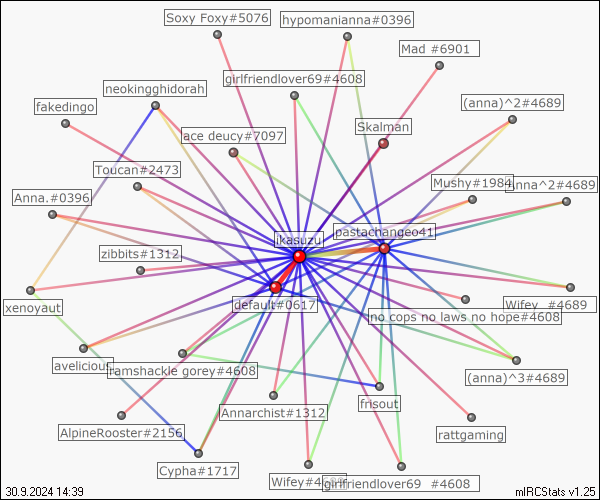 Soxy Foxy#5076
hypomanianna#0396
Mad #6901
girlfriendlover69#4608
neokingghidorah
fakedingo
(anna)^2#4689
Skalman
ace deucy#7097
Toucan#2473
Mushy#1984
Anna^2#4689
Anna.#0396
ikasuzu
pastachangeo41
zibbits#1312
xenoyaut
default#0617
Wifey_ #4689
no cops no laws no hope#4608
avelicious
ramshackle gorey#4608
(anna)^3#4689
Annarchist#1312
frisout
AlpineRooster#2156
rattgaming
Cypha#1717
girlfriendlover69 #4608
30.9.2024 14:39
mIRCStats v1.25